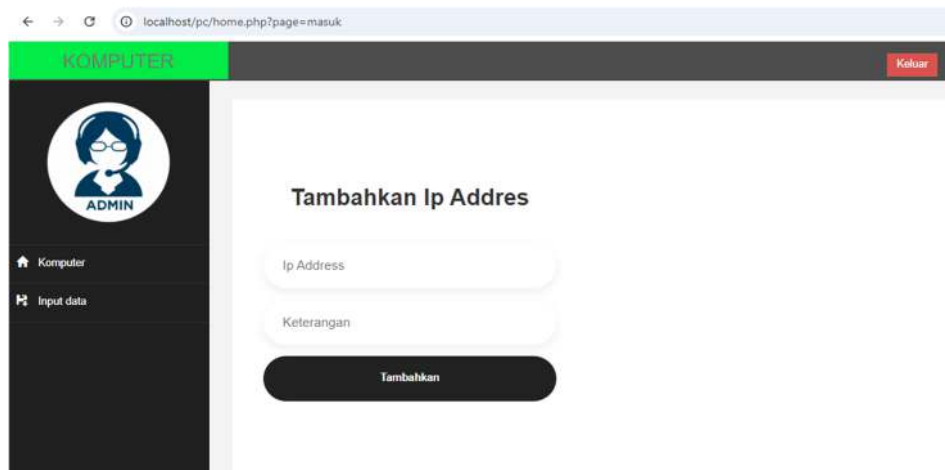 localhost/pc/home.php?page=masuk
KOMPUTER
Keluar
ADMIN
Komputer
Input data
Tambahkan Ip Addres
Ip Address
Keterangan
Tambahkan